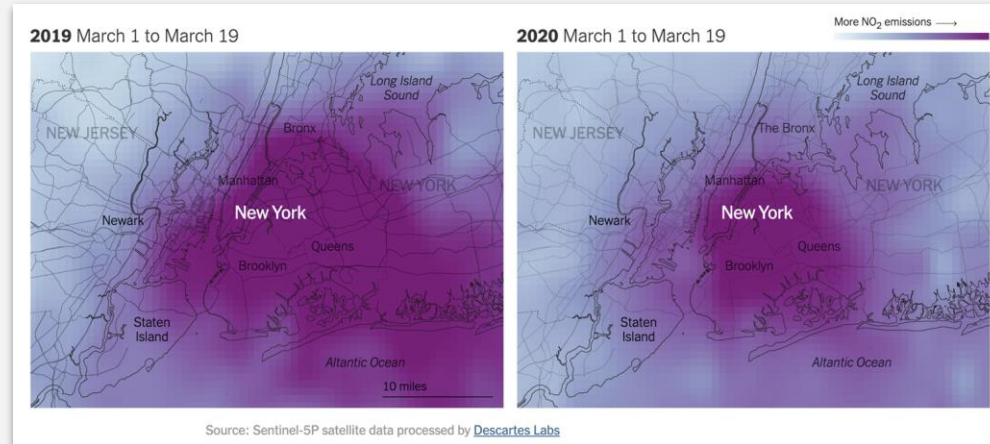 2019 March 1 to March 19
NEW JERSEY
Long Island
Sound
Bronx
Manhattan
NEW YORK
Newark
New York
Queens
Brooklyn
Staten
Island
Altantic Ocean
10 miles
2020 March 1 to March 19
More NO₂ emissions →
NEW JERSEY
Long Island
Sound
The Bronx
Manhattan
NEW YORK
Newark
New York
Queens
Brooklyn
Staten
Island
Altantic Ocean
Source: Sentinel-5P satellite data processed by Descartes Labs